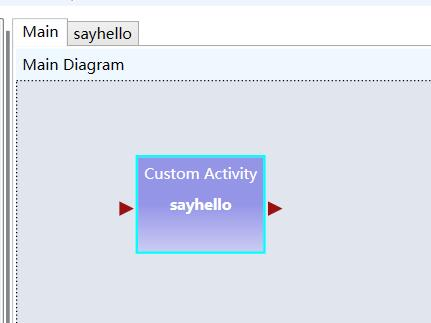 Main sayhello
Main Diagram
Custom Activity
sayhello